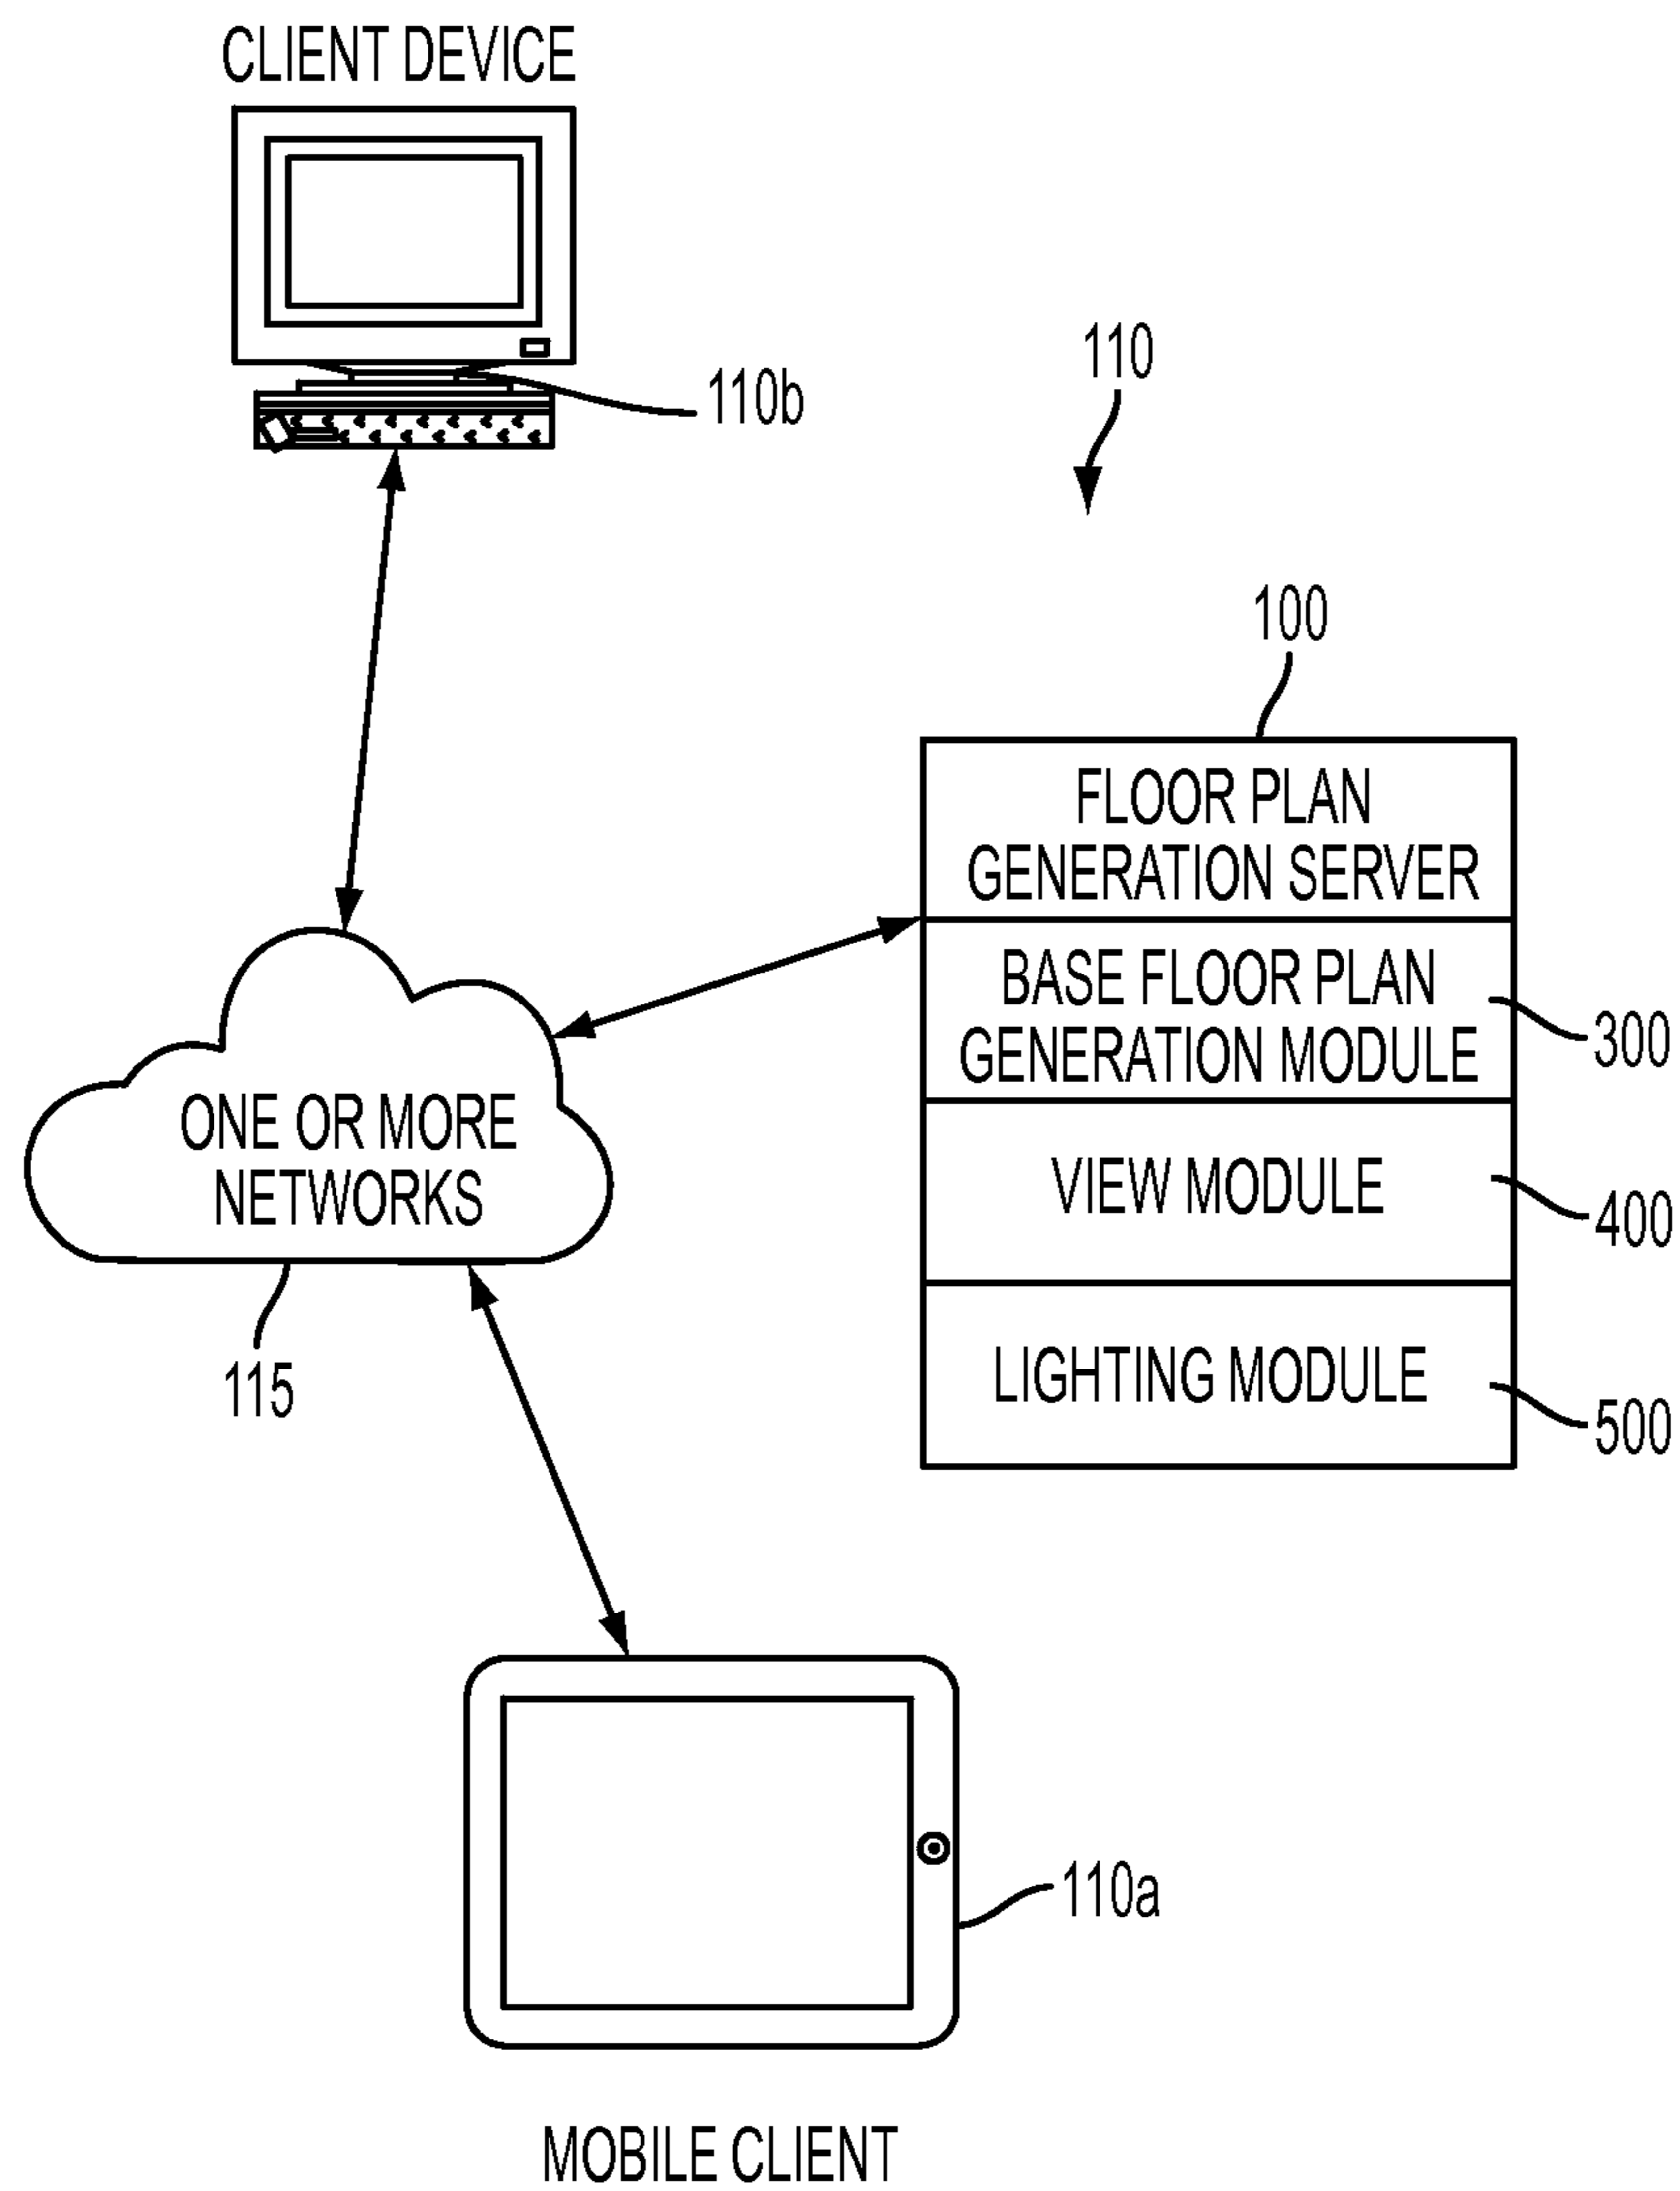 CLIENT DEVICE
110b
110
100
FLOOR PLAN
GENERATION SERVER
BASE FLOOR PLAN
GENERATION MODULE
300
ONE OR MORE
NETWORKS
VIEW MODULE
400
115
LIGHTING MODULE
500
110a
MOBILE CLIENT